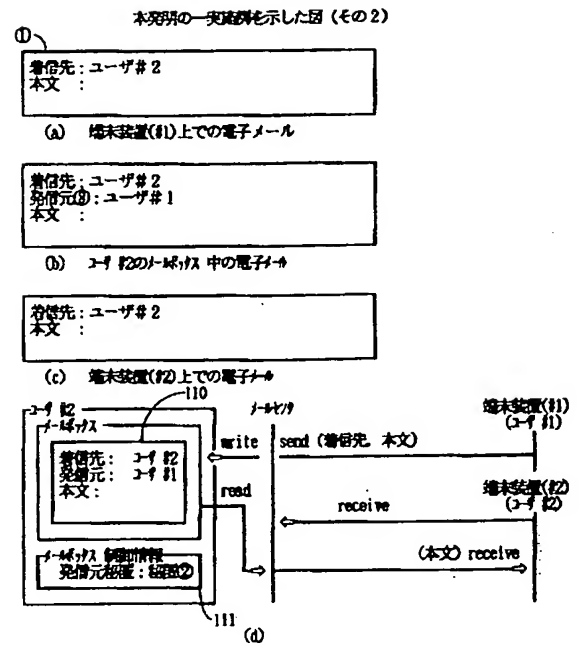 本発明の一実施例を示した図(その2)
①
着信先:ユーザ#2
本文 :
(a) 端末装置(#1)上での電子メール
着信先:ユーザ#2
発信元⑧:ユーザ#1
本文 :
(b) ユーザ #2のメールボックス 中の電子メール
着信先:ユーザ#2
本文 :
(c) 端末装置(#2)上での電子メール
110
ユーザ #2
メールボックス
着信先: ユーザ #2
発信元: ユーザ #1
本文:
メールボックス 制御情報
発信元秘匿:秘匿②
111
メールセンタ
write
read
端末装置(#1)
(ユーザ #1)
send (着信先, 本文)
端末装置(#2)
(ユーザ #2)
receive
(本文) receive
(d)